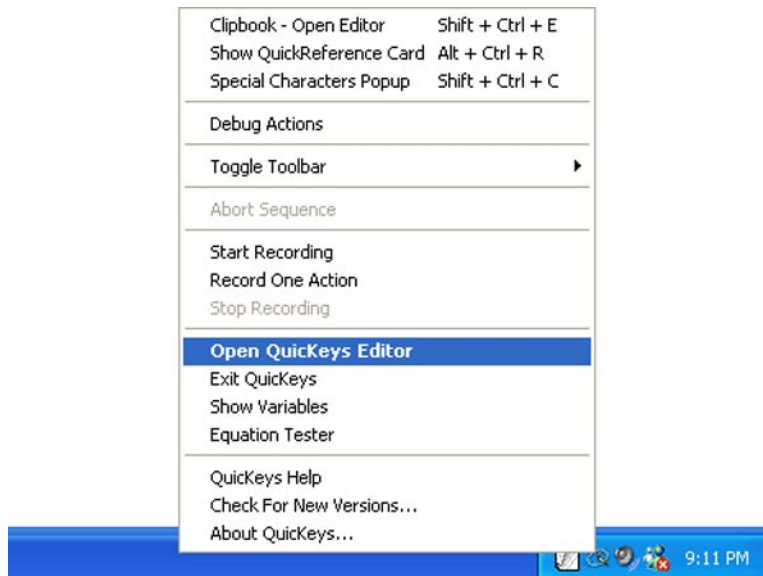 Clipbook - Open Editor Shift + Ctrl + E
Show QuickReference Card Alt + Ctrl + R
Special Characters Popup Shift + Ctrl + C
Debug Actions
Toggle Toolbar
Abort Sequence
Start Recording
Record One Action
Stop Recording
Open QuicKeys Editor
Exit QuicKeys
Show Variables
Equation Tester
QuicKeys Help
Check For New Versions...
About QuicKeys...
9:11 PM